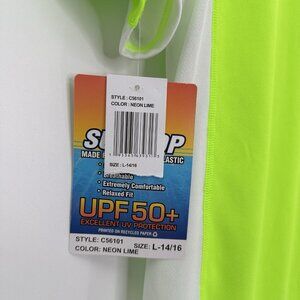 STYLE: C56101
COLOR: NEON LIME
SIZE: L-14/16
MADE
Breathable
• Extremely Comfortable
• Relaxed Fit
UPF 50+
EXCELLENT UV PROTECTION
PRINTED ON RECYCLED PAPER
STYLE: C56101 SIZE: L-14/16
COLOR: NEON LIME